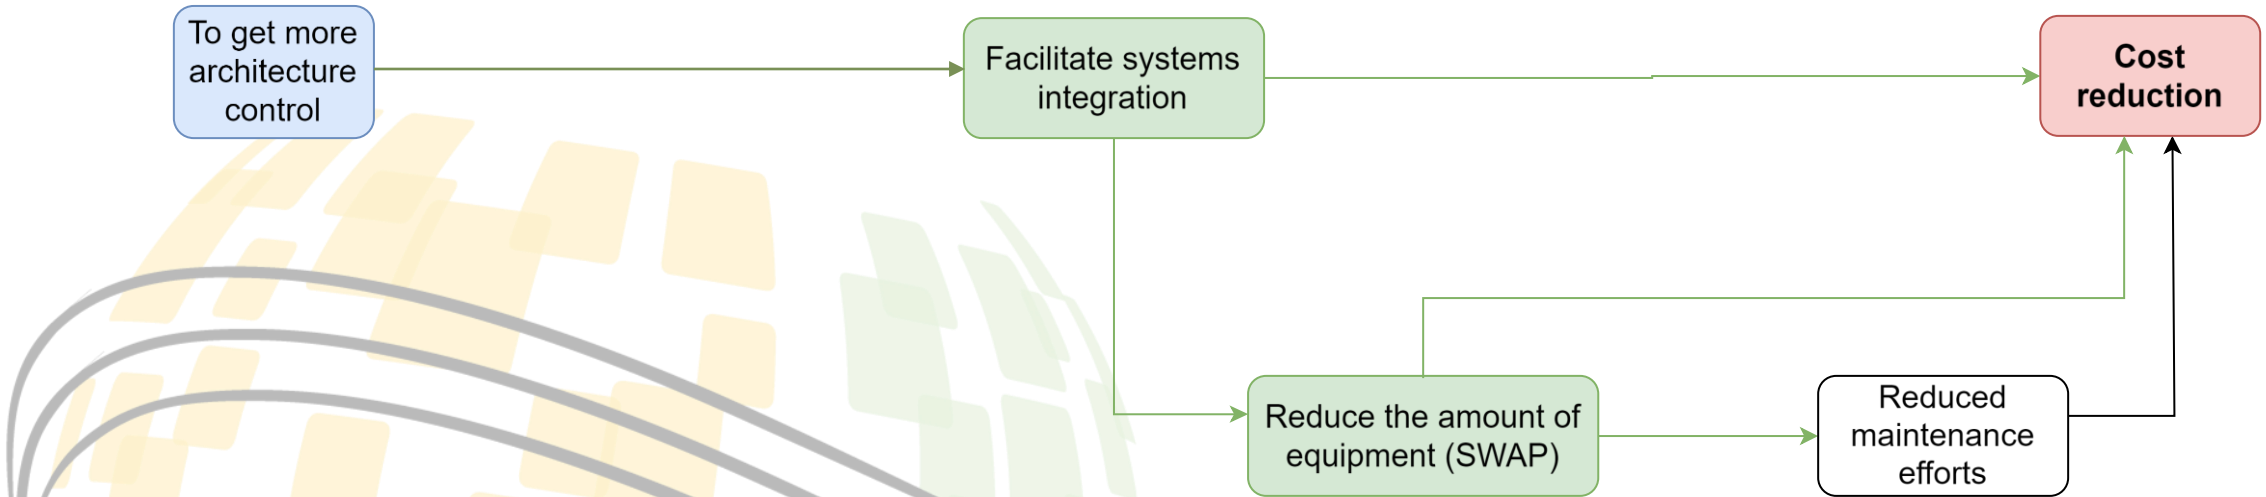 To get more
architecture
control
Facilitate systems
integration
Cost
reduction
Reduce the amount of
equipment (SWAP)
Reduced
maintenance
efforts